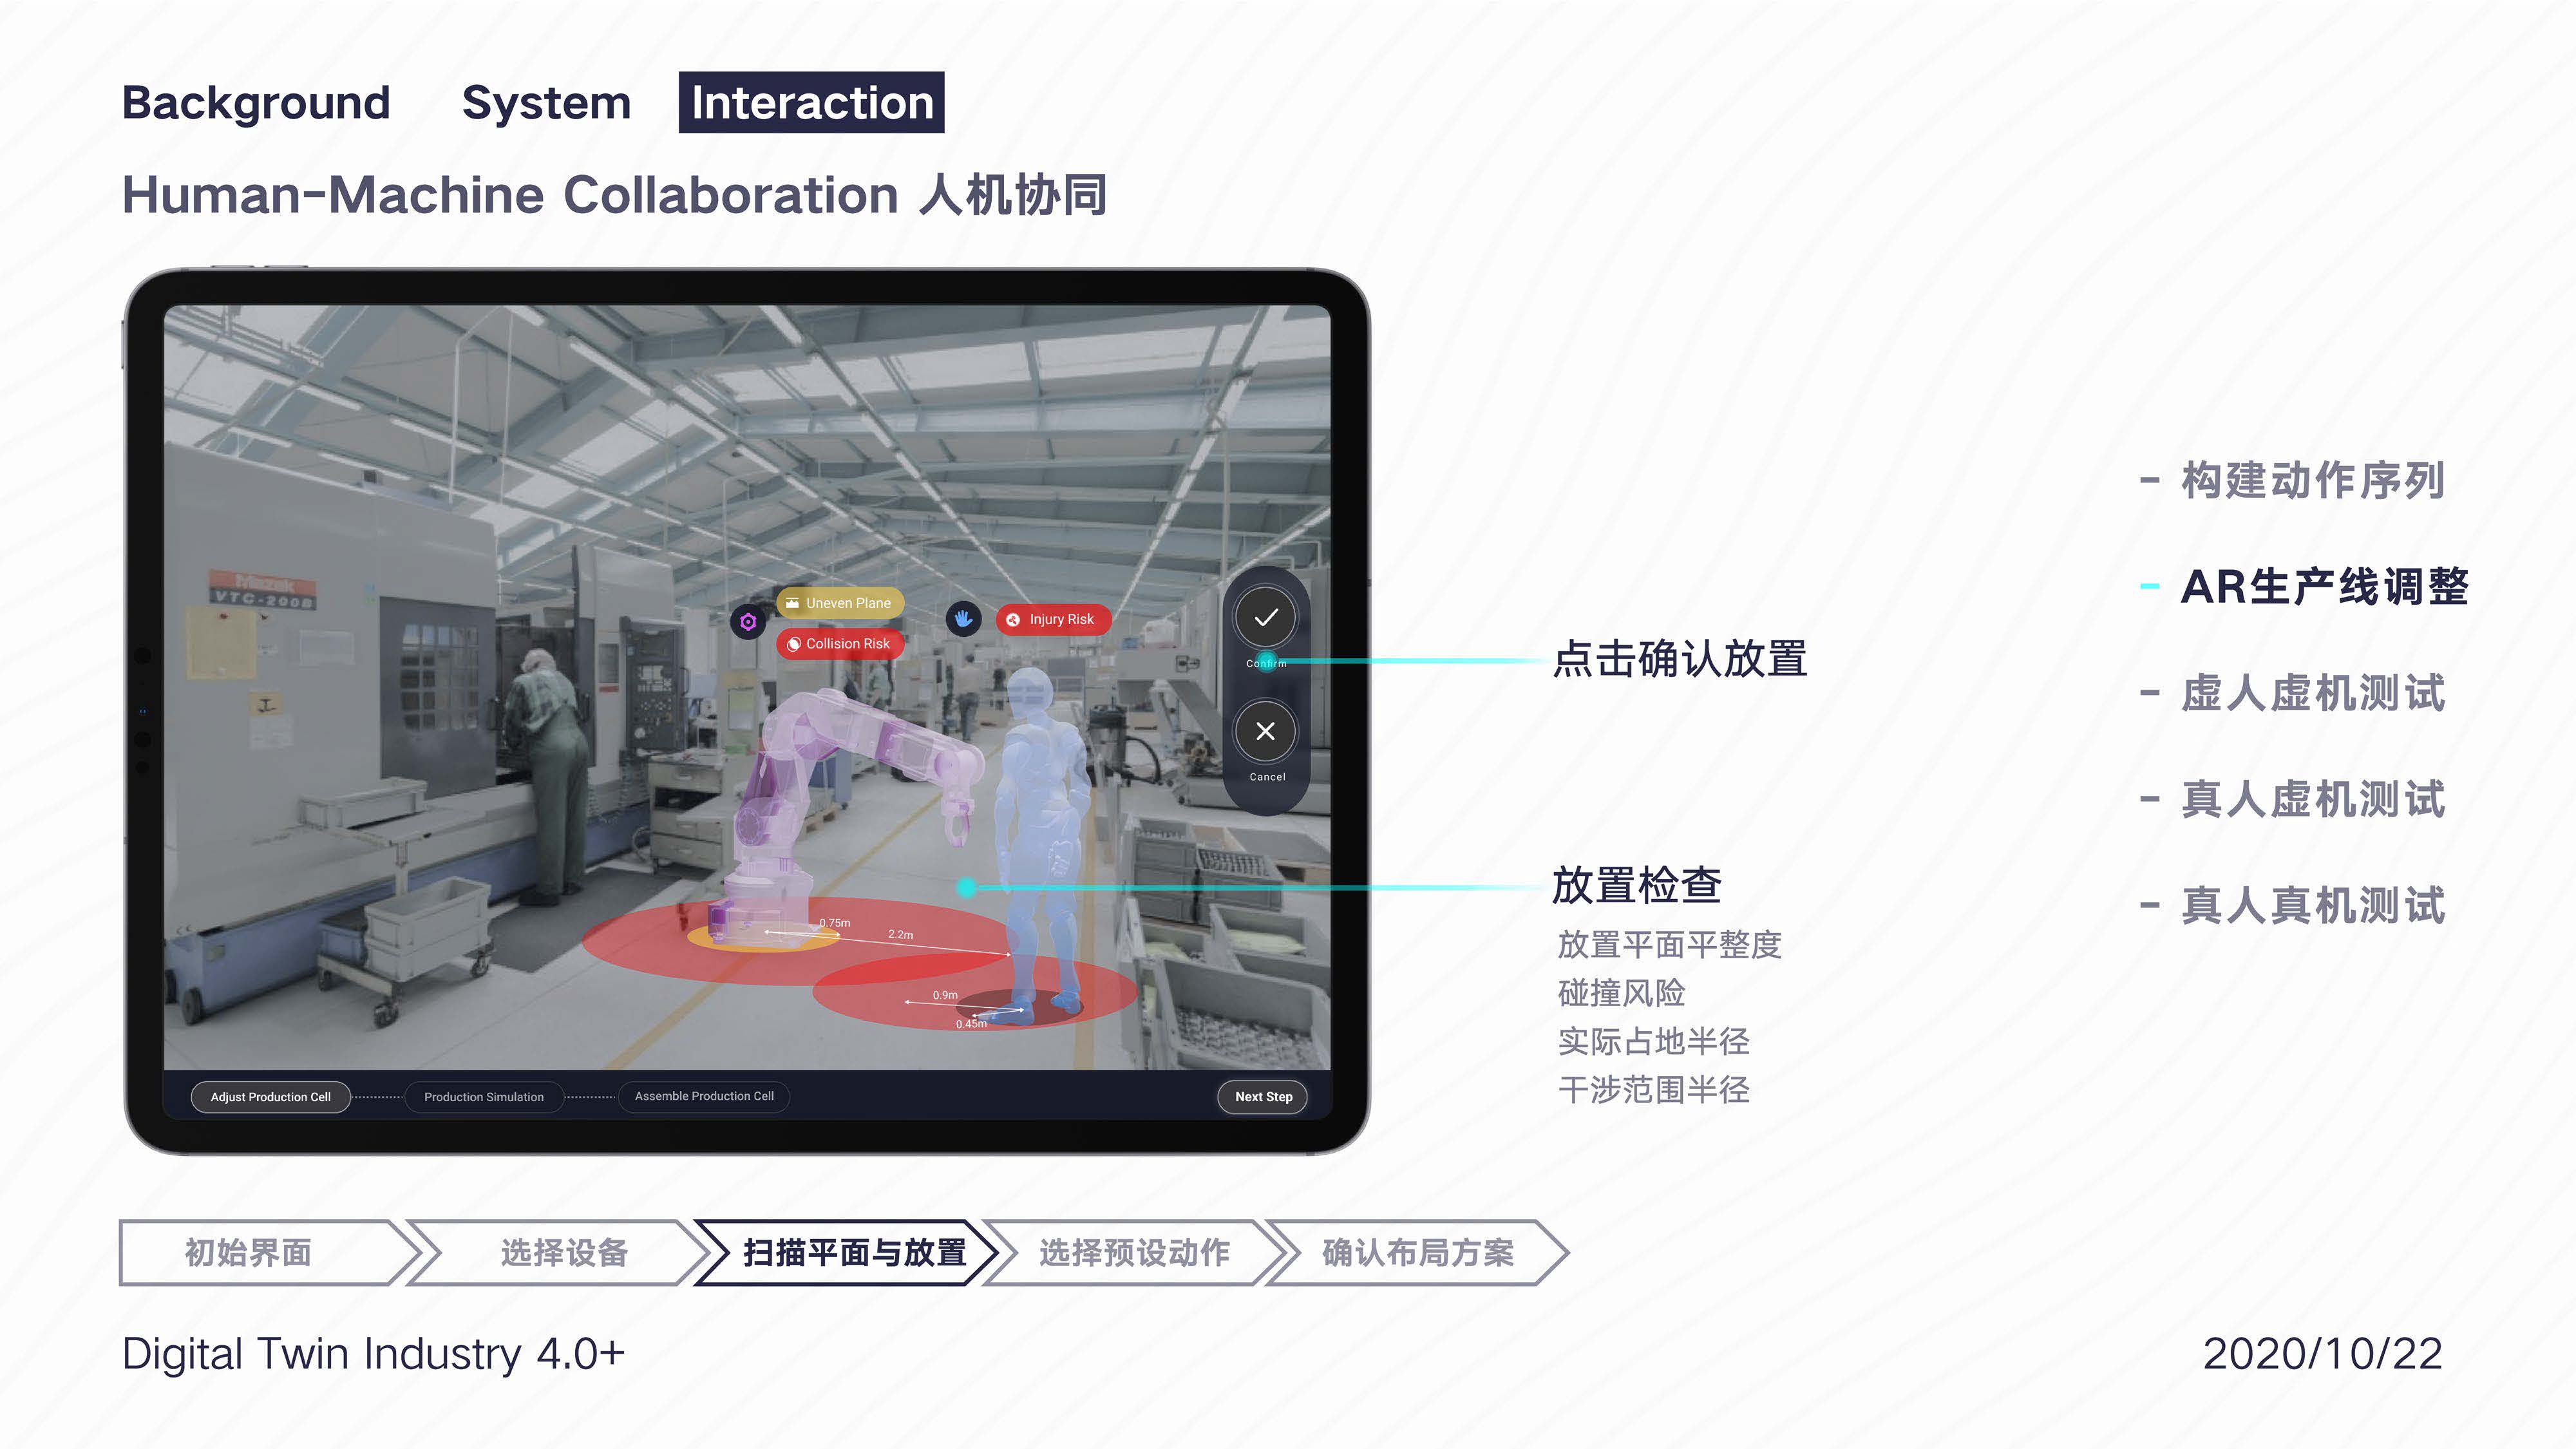 Background System Interaction
Human-Machine Collaboration 人机协同
Mazak
VTC-200B
Uneven Plane
Collision Risk
Injury Risk
Confirm
Cancel
0.75m
2.2m
0.9m
0.45m
Adjust Production Cell
Production Simulation
Assemble Production Cell
Next Step
点击确认放置
放置检查
放置平面平整度
碰撞风险
实际占地半径
干涉范围半径
- 构建动作序列
- AR生产线调整
- 虚人虚机测试
- 真人虚机测试
- 真人真机测试
初始界面
选择设备
扫描平面与放置
选择预设动作
确认布局方案
Digital Twin Industry 4.0+
2020/10/22